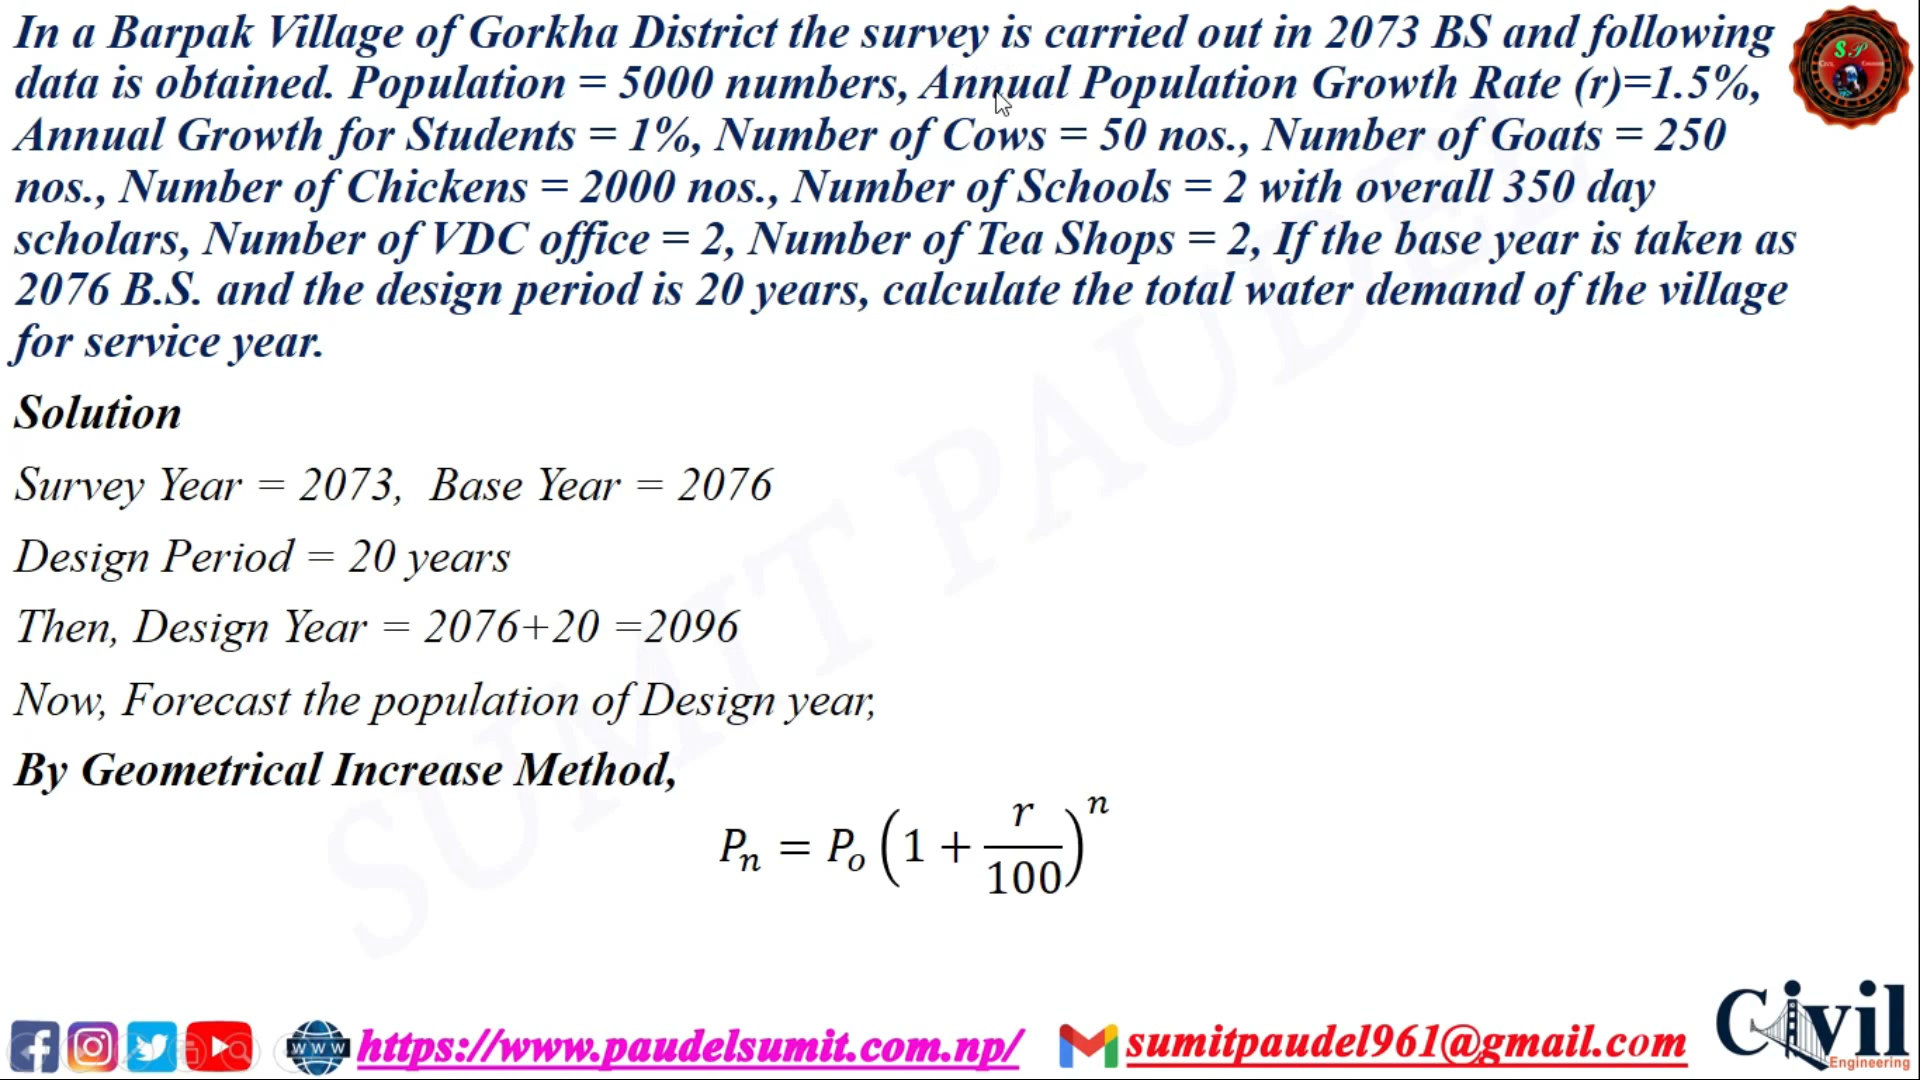 In a Barpak Village of Gorkha District the survey is carried out in 2073 BS and following
data is obtained. Population = 5000 numbers, Annual Population Growth Rate (r)=1.5%,
Annual Growth for Students = 1%, Number of Cows = 50 nos., Number of Goats = 250
nos., Number of Chickens = 2000 nos., Number of Schools = 2 with overall 350 day
scholars, Number of VDC office = 2, Number of Tea Shops = 2, If the base year is taken as
2076 B.S. and the design period is 20 years, calculate the total water demand of the village
for service year.
SP
Solution
Survey Year = 2073, Base Year = 2076
Design Period = 20 years
Then, Design Year = 2076+20 =2096
Now, Forecast the population of Design year,
By Geometrical Increase Method,
Pₙ = Pₒ (1 + r/100)ⁿ
SUMIT PAUDEL
WWW
https://www.paudelsumit.com.np/
sumitpaudel961@gmail.com
Civil
Engineering